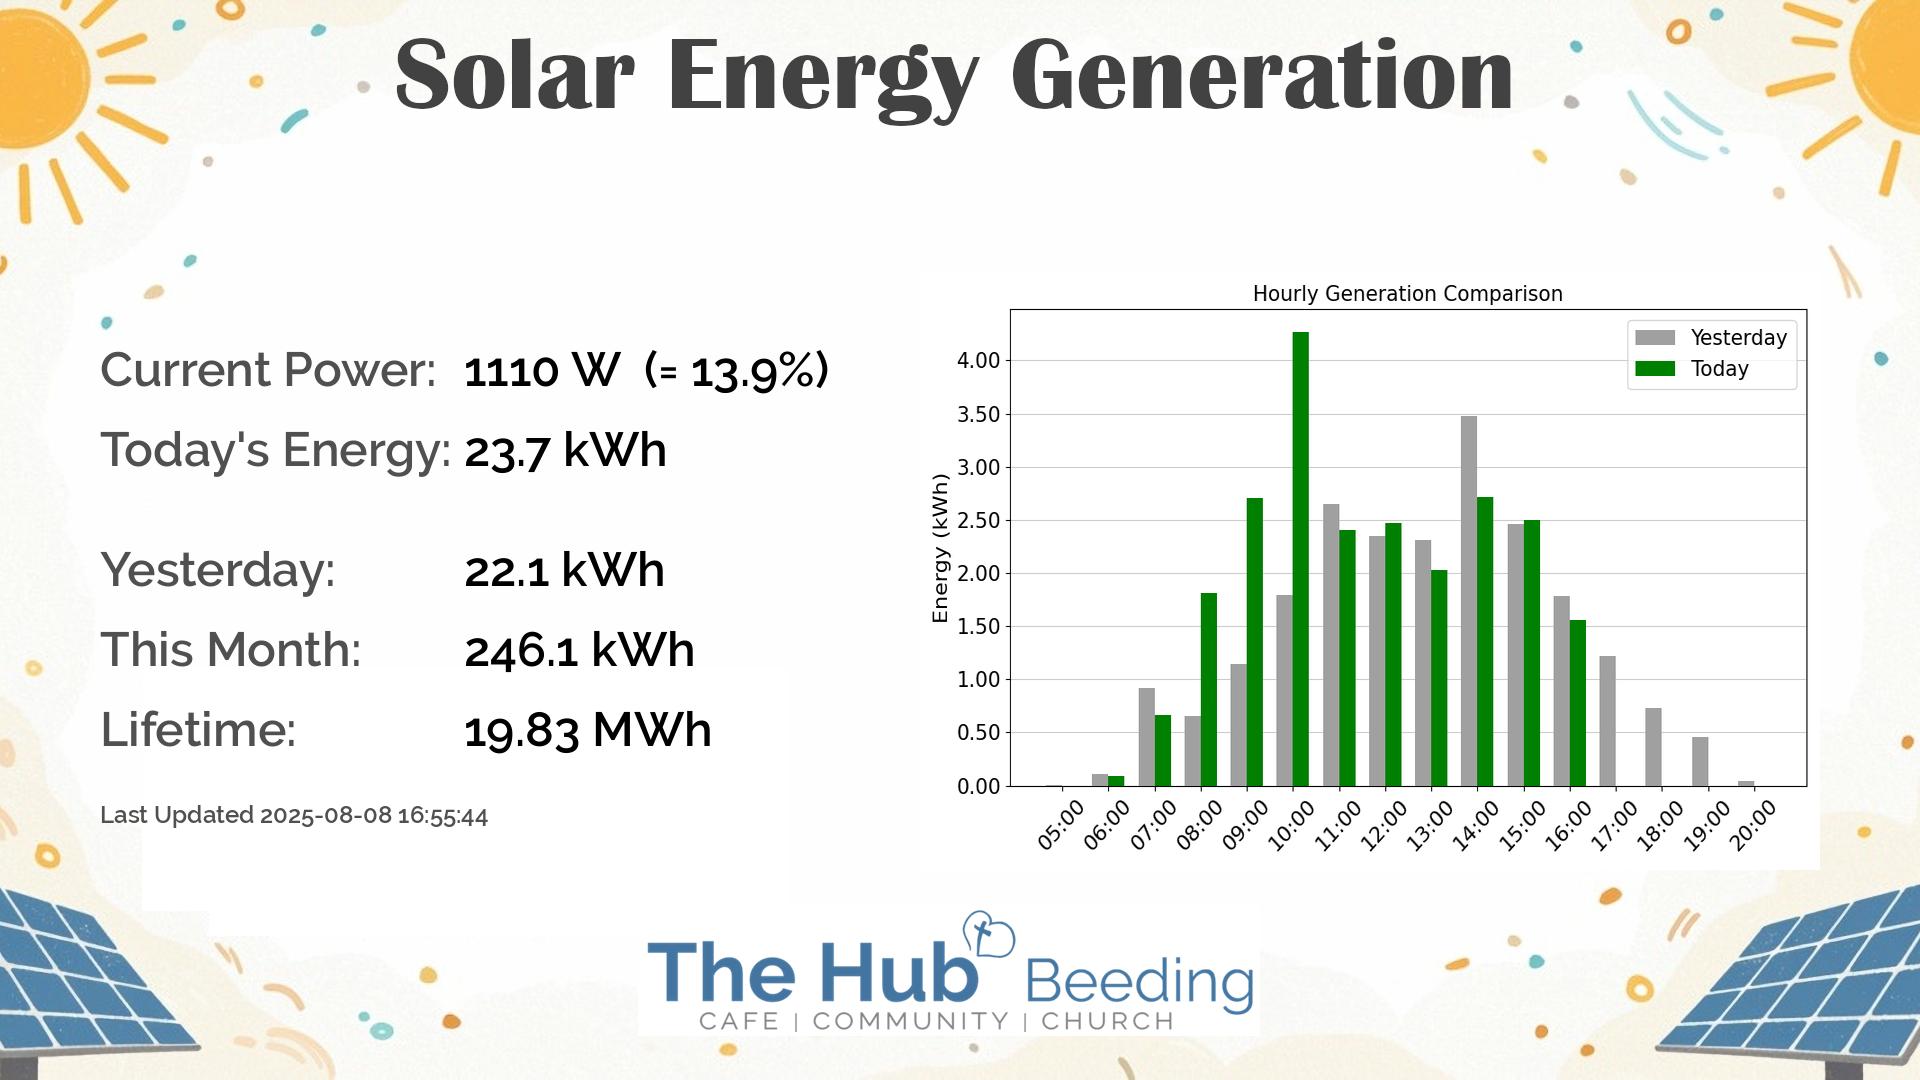 Solar Energy Generation
Current Power: 1110 W (= 13.9%)
Today's Energy: 23.7 kWh
Yesterday: 22.1 kWh
This Month: 246.1 kWh
Lifetime: 19.83 MWh
Last Updated 2025-08-08 16:55:44
Hourly Generation Comparison
Yesterday
Today
Energy (kWh)
4.00
3.50
3.00
2.50
2.00
1.50
1.00
0.50
0.00
05:00 06:00 07:00 08:00 09:00 10:00 11:00 12:00 13:00 14:00 15:00 16:00 17:00 18:00 19:00 20:00
The Hub Beeding
CAFE | COMMUNITY | CHURCH